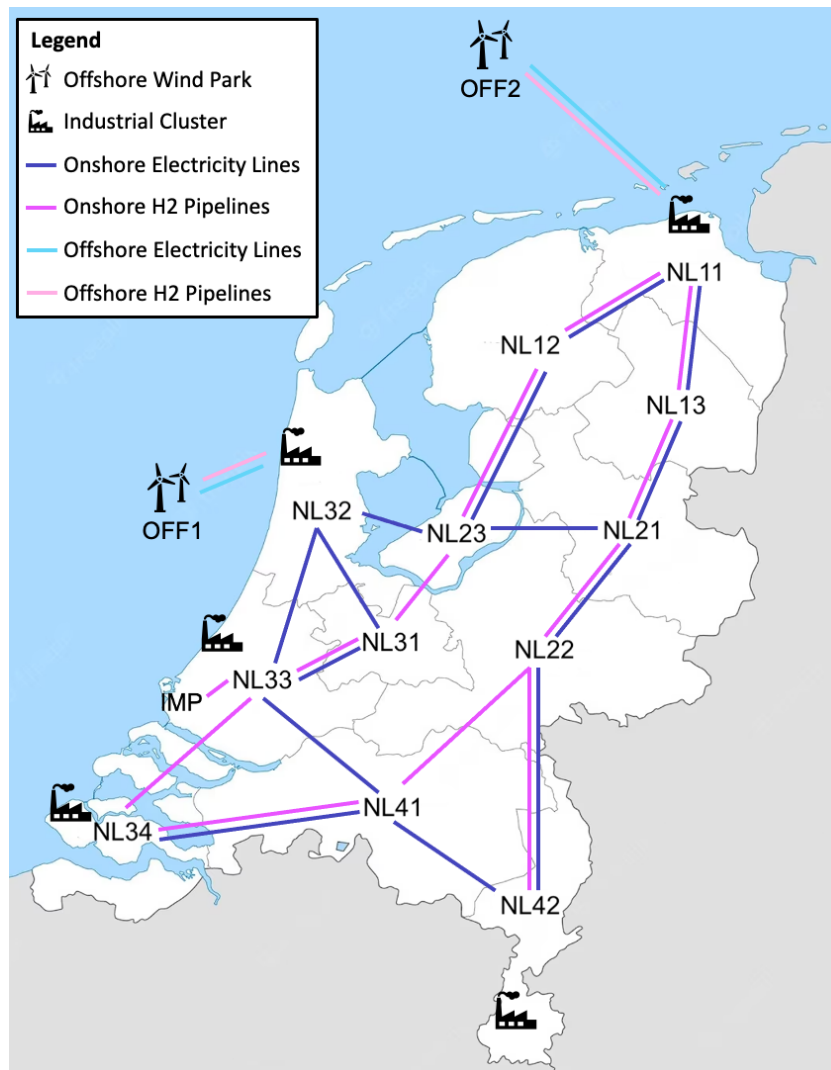 Legend
Offshore Wind Park
Industrial Cluster
Onshore Electricity Lines
Onshore H2 Pipelines
Offshore Electricity Lines
Offshore H2 Pipelines
OFF2
NL11
NL12
NL13
OFF1
NL32
NL23
NL21
NL31
NL22
NL33
IMP
NL41
NL34
NL42